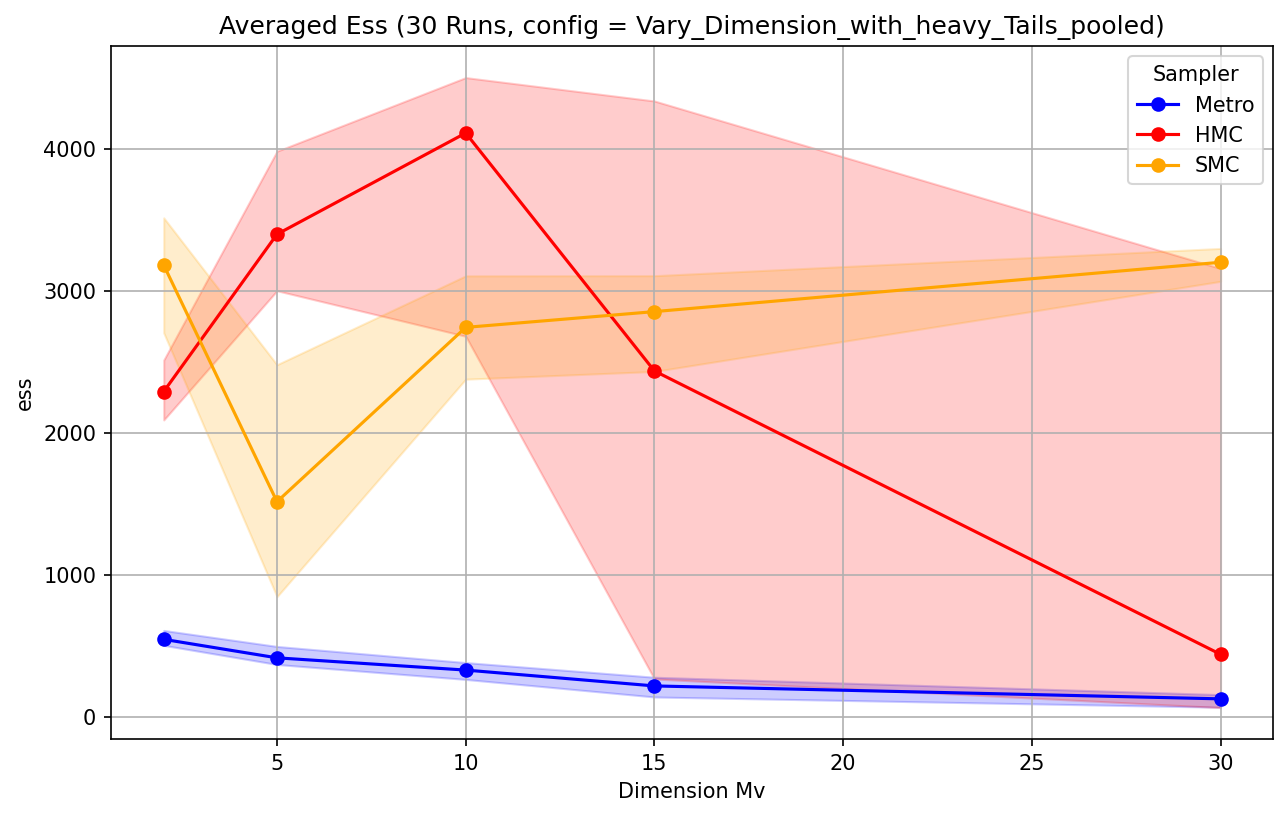 Averaged Ess (30 Runs, config = Vary_Dimension_with_heavy_Tails_pooled)
Sampler
Metro
HMC
SMC
4000
3000
2000
1000
0
ess
5 10 15 20 25 30
Dimension Mv